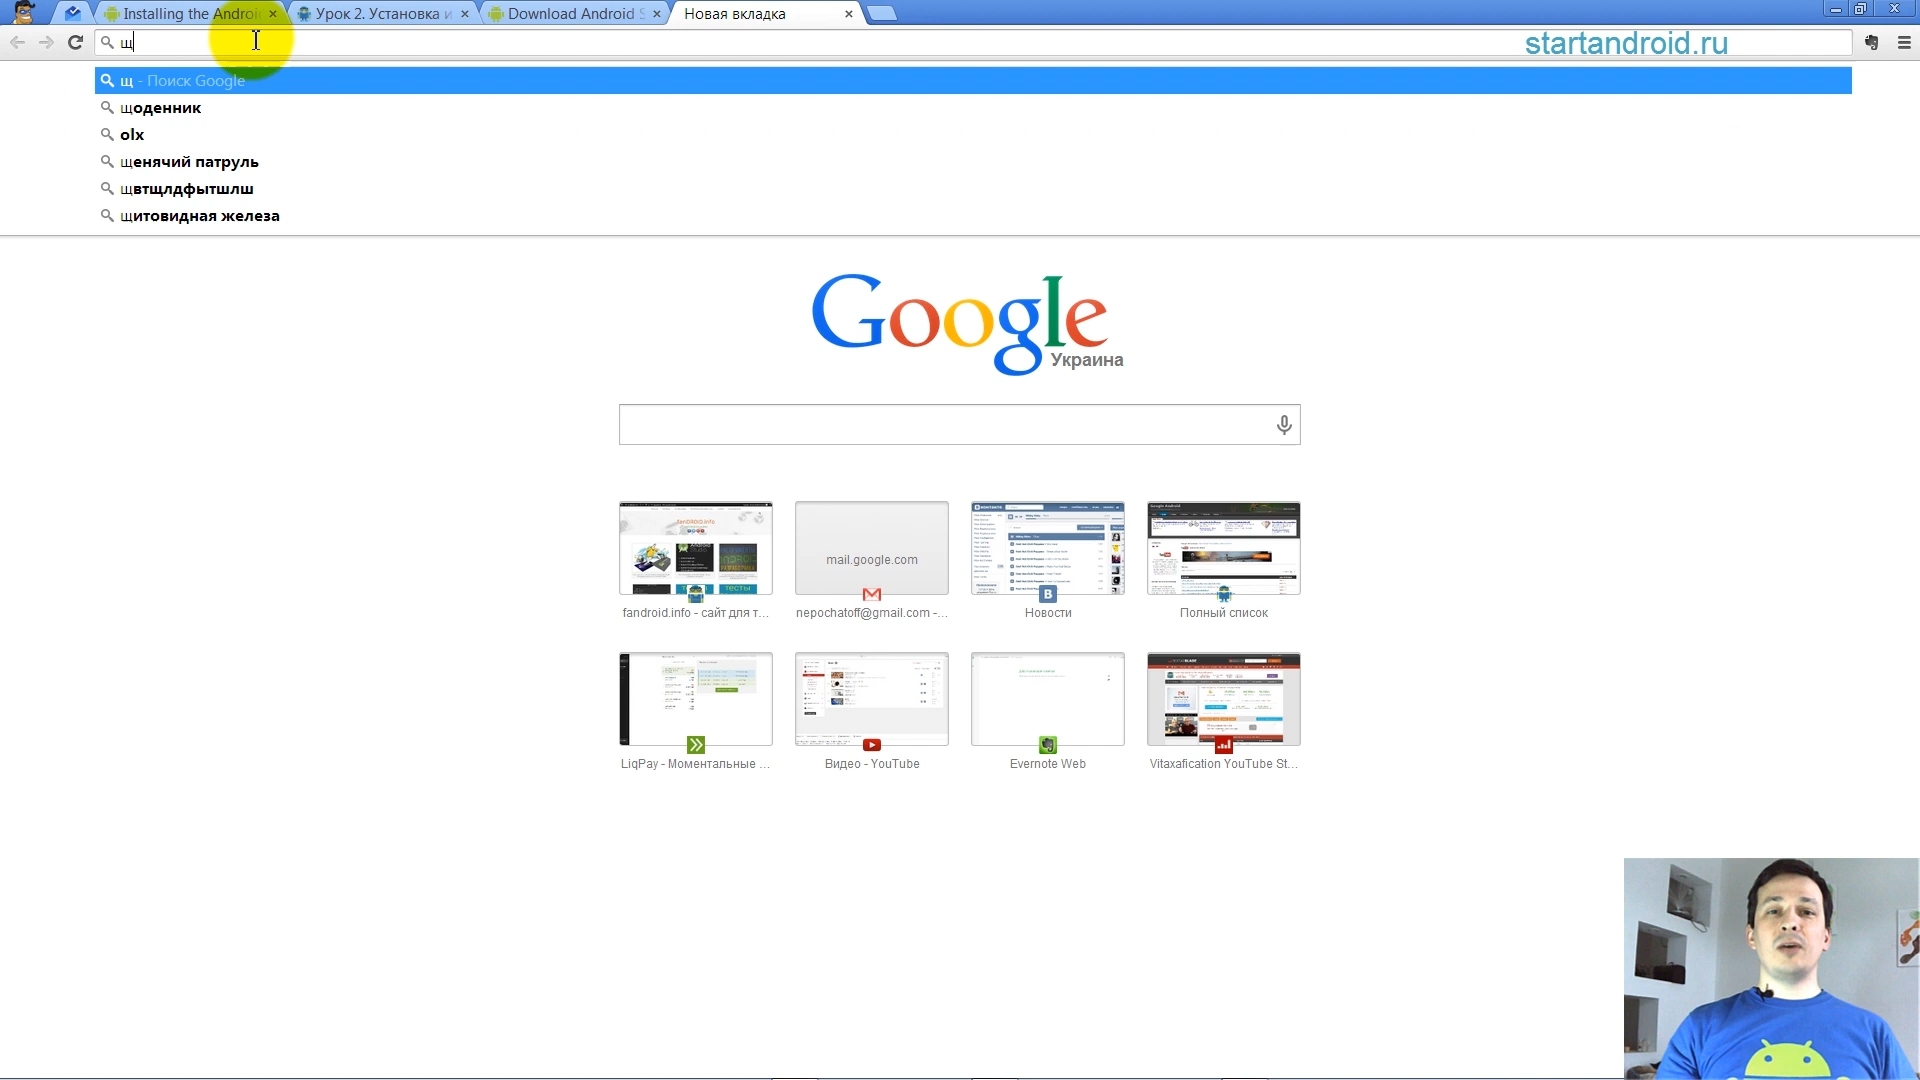 Installing the Androi
Урок 2. Установка и
Download Android S
Новая вкладка
щ
startandroid.ru
щ - Поиск Google
щоденник
olx
щенячий патруль
щвтщлдфытшлш
щитовидная железа
Google
Украина
mail.google.com
fandroid.info - сайт для т...
nepochatoff@gmail.com -...
Новости
Полный список
LiqPay - Моментальные ...
Видео - YouTube
Evernote Web
Vitaxafication YouTube St...